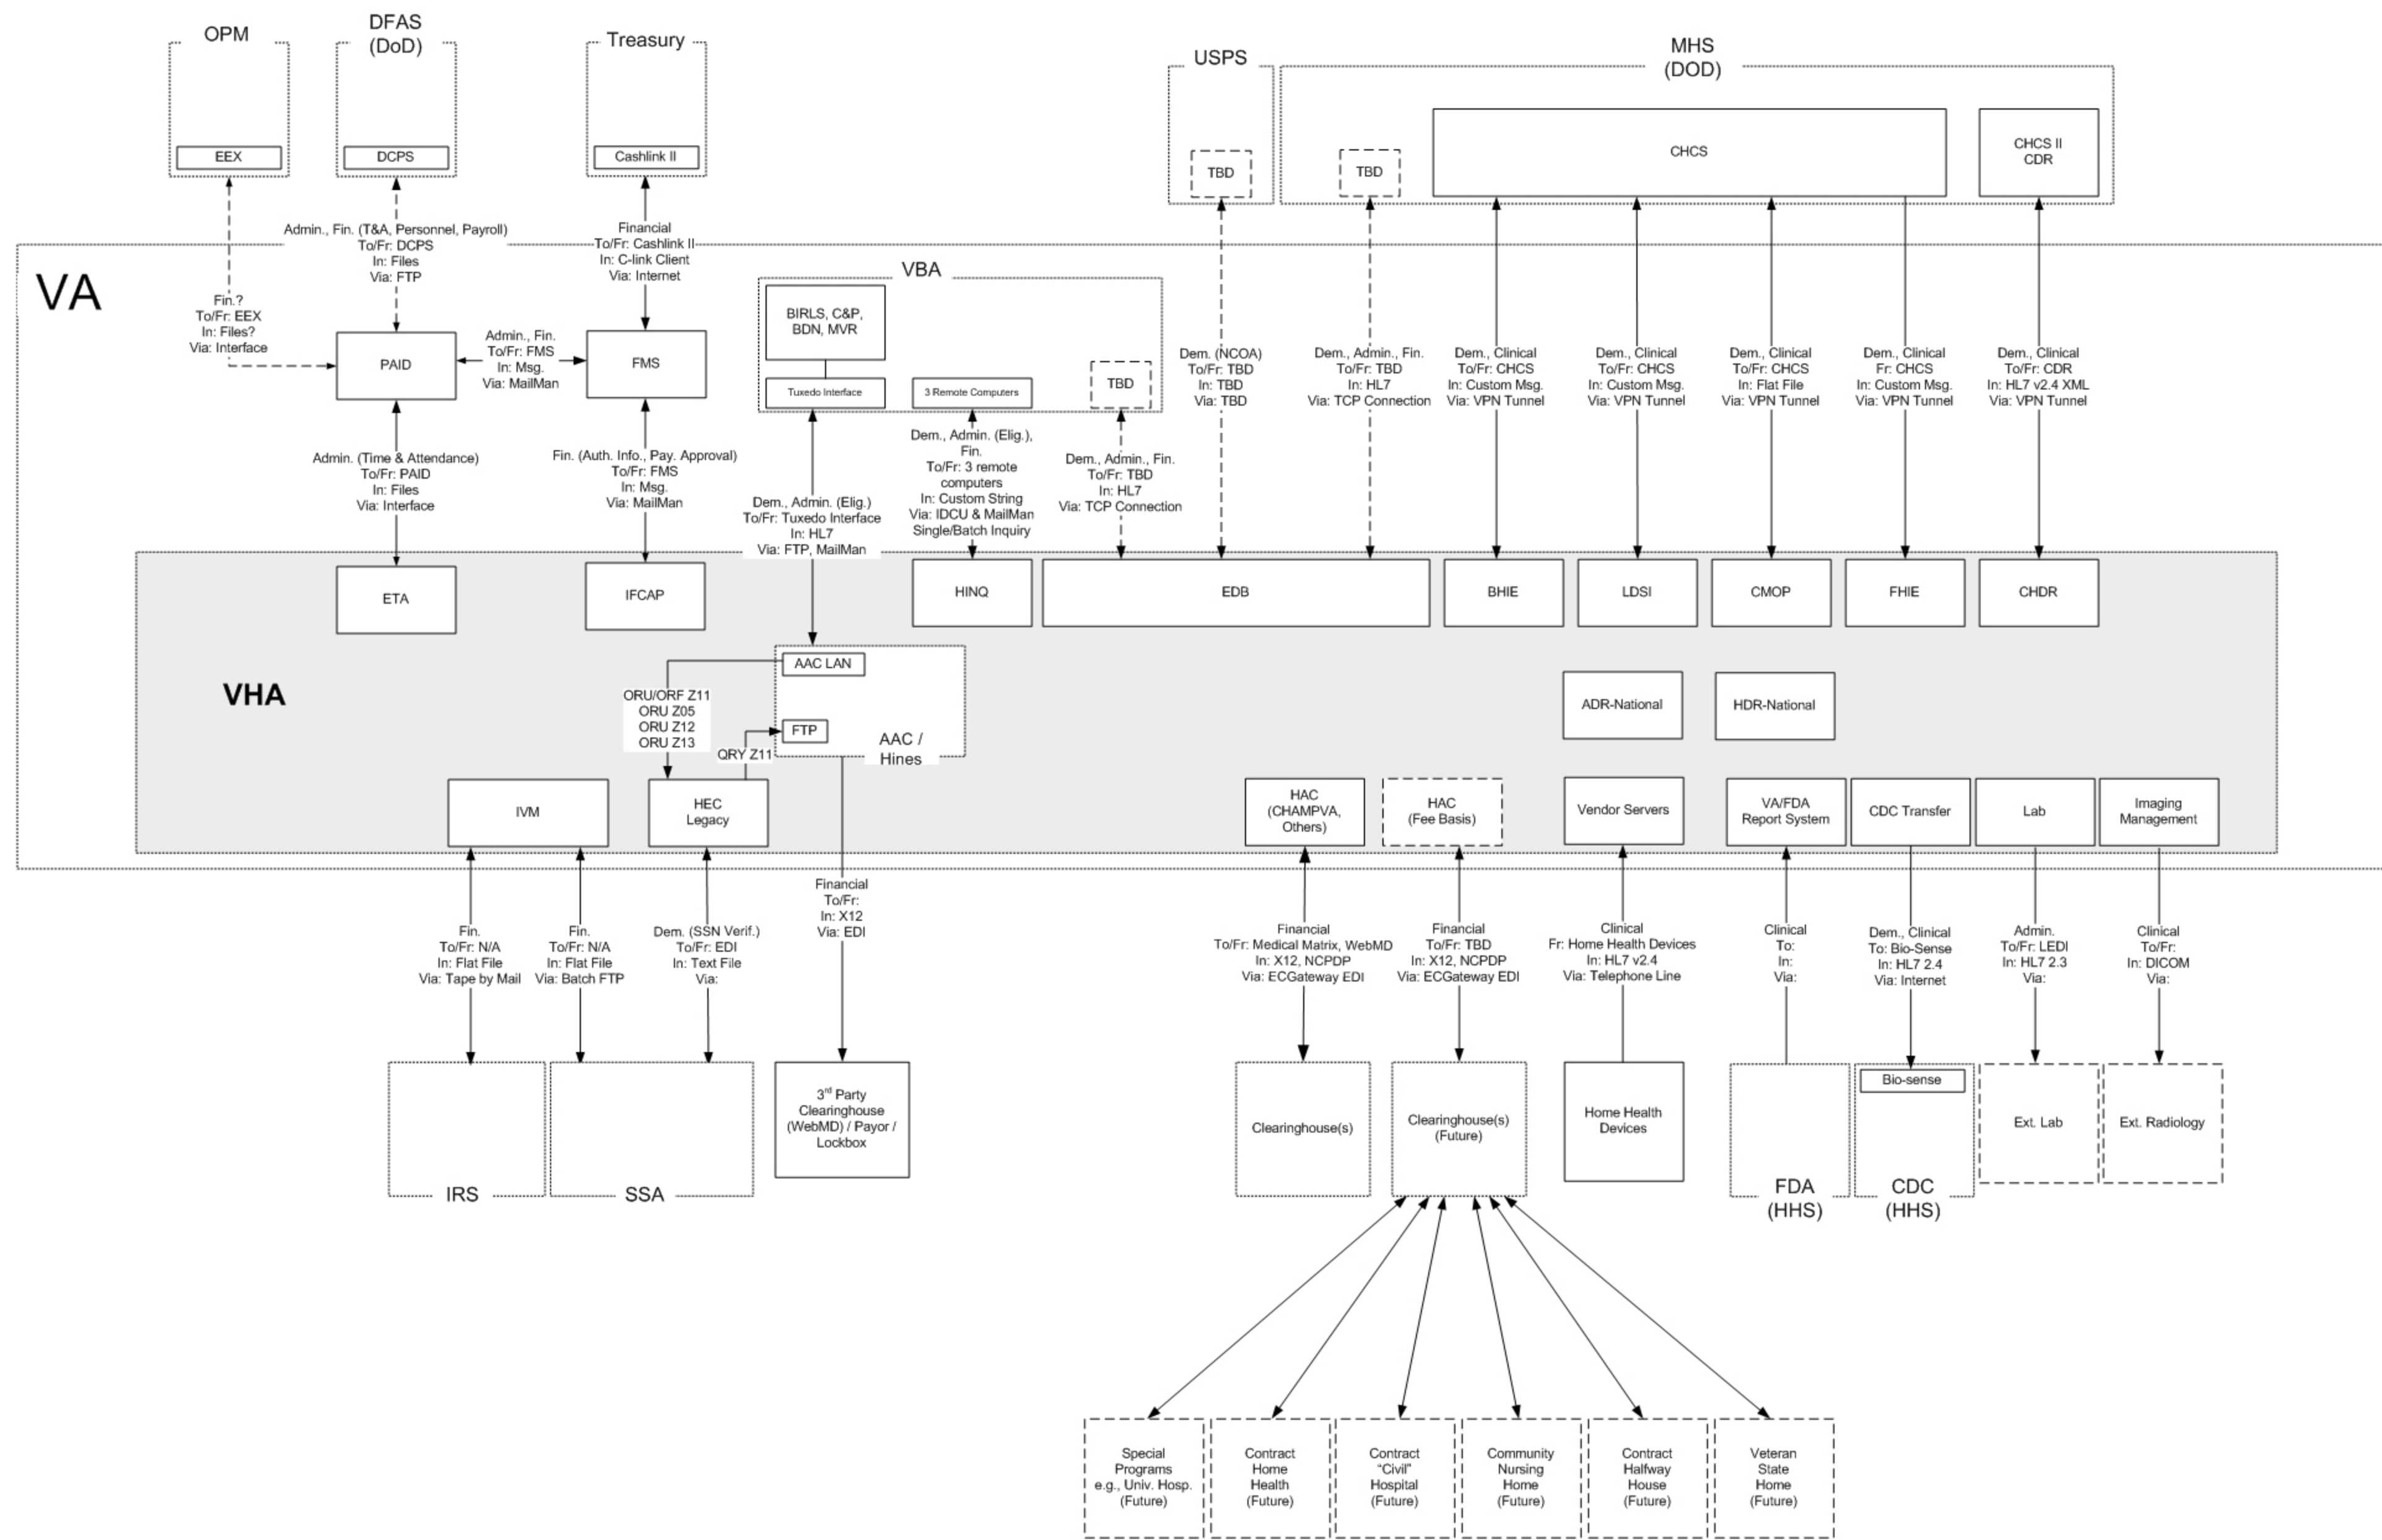 OPM
EEX
DFAS
(DoD)
DCPS
Treasury
Cashlink II
USPS
TBD
MHS
(DOD)
TBD
CHCS
CHCS II
CDR
VA
Fin.?
To/Fr: EEX
In: Files?
Via: Interface
Admin., Fin. (T&A, Personnel, Payroll)
To/Fr: DCPS
In: Files
Via: FTP
Financial
To/Fr: Cashlink II
In: C-link Client
Via: Internet
PAID
Admin., Fin.
To/Fr: FMS
In: Msg.
Via: MailMan
FMS
VBA
BIRLS, C&P,
BDN, MVR
Tuxedo Interface
3 Remote Computers
TBD
Dem. (NCOA)
To/Fr: TBD
In: TBD
Via: TBD
Dem., Admin., Fin.
To/Fr: TBD
In: HL7
Via: TCP Connection
Dem., Clinical
To/Fr: CHCS
In: Custom Msg.
Via: VPN Tunnel
Dem., Clinical
To/Fr: CHCS
In: Custom Msg.
Via: VPN Tunnel
Dem., Clinical
To/Fr: CHCS
In: Flat File
Via: VPN Tunnel
Dem., Clinical
Fr: CHCS
In: Custom Msg.
Via: VPN Tunnel
Dem., Clinical
To/Fr: CDR
In: HL7 v2.4 XML
Via: VPN Tunnel
Admin. (Time & Attendance)
To/Fr: PAID
In: Files
Via: Interface
Fin. (Auth. Info., Pay. Approval)
To/Fr: FMS
In: Msg.
Via: MailMan
Dem., Admin. (Elig.)
To/Fr: Tuxedo Interface
In: HL7
Via: FTP, MailMan
Dem., Admin. (Elig.),
Fin.
To/Fr: 3 remote
computers
In: Custom String
Via: IDCU & MailMan
Single/Batch Inquiry
Dem., Admin., Fin.
To/Fr: TBD
In: HL7
Via: TCP Connection
VHA
ETA
IFCAP
HINQ
EDB
BHIE
LDSI
CMOP
FHIE
CHDR
AAC LAN
FTP
AAC /
Hines
ORU/ORF Z11
ORU Z05
ORU Z12
ORU Z13
QRY Z11
ADR-National
HDR-National
IVM
HEC
Legacy
HAC
(CHAMPVA,
Others)
HAC
(Fee Basis)
Vendor Servers
VA/FDA
Report System
CDC Transfer
Lab
Imaging
Management
Fin.
To/Fr: N/A
In: Flat File
Via: Tape by Mail
Fin.
To/Fr: N/A
In: Flat File
Via: Batch FTP
Dem. (SSN Verif.)
To/Fr: EDI
In: Text File
Via:
Financial
To/Fr:
In: X12
Via: EDI
Financial
To/Fr: Medical Matrix, WebMD
In: X12, NCPDP
Via: ECGateway EDI
Financial
To/Fr: TBD
In: X12, NCPDP
Via: ECGateway EDI
Clinical
Fr: Home Health Devices
In: HL7 v2.4
Via: Telephone Line
Clinical
To:
In:
Via:
Dem., Clinical
To: Bio-Sense
In: HL7 2.4
Via: Internet
Admin.
To/Fr: LEDI
In: HL7 2.3
Via:
Clinical
To/Fr:
In: DICOM
Via:
IRS
SSA
3rd Party
Clearinghouse
(WebMD) / Payor /
Lockbox
Clearinghouse(s)
Clearinghouse(s)
(Future)
Home Health
Devices
FDA
(HHS)
Bio-sense
CDC
(HHS)
Ext. Lab
Ext. Radiology
Special
Programs
e.g., Univ. Hosp.
(Future)
Contract
Home
Health
(Future)
Contract
“Civil”
Hospital
(Future)
Community
Nursing
Home
(Future)
Contract
Halfway
House
(Future)
Veteran
State
Home
(Future)